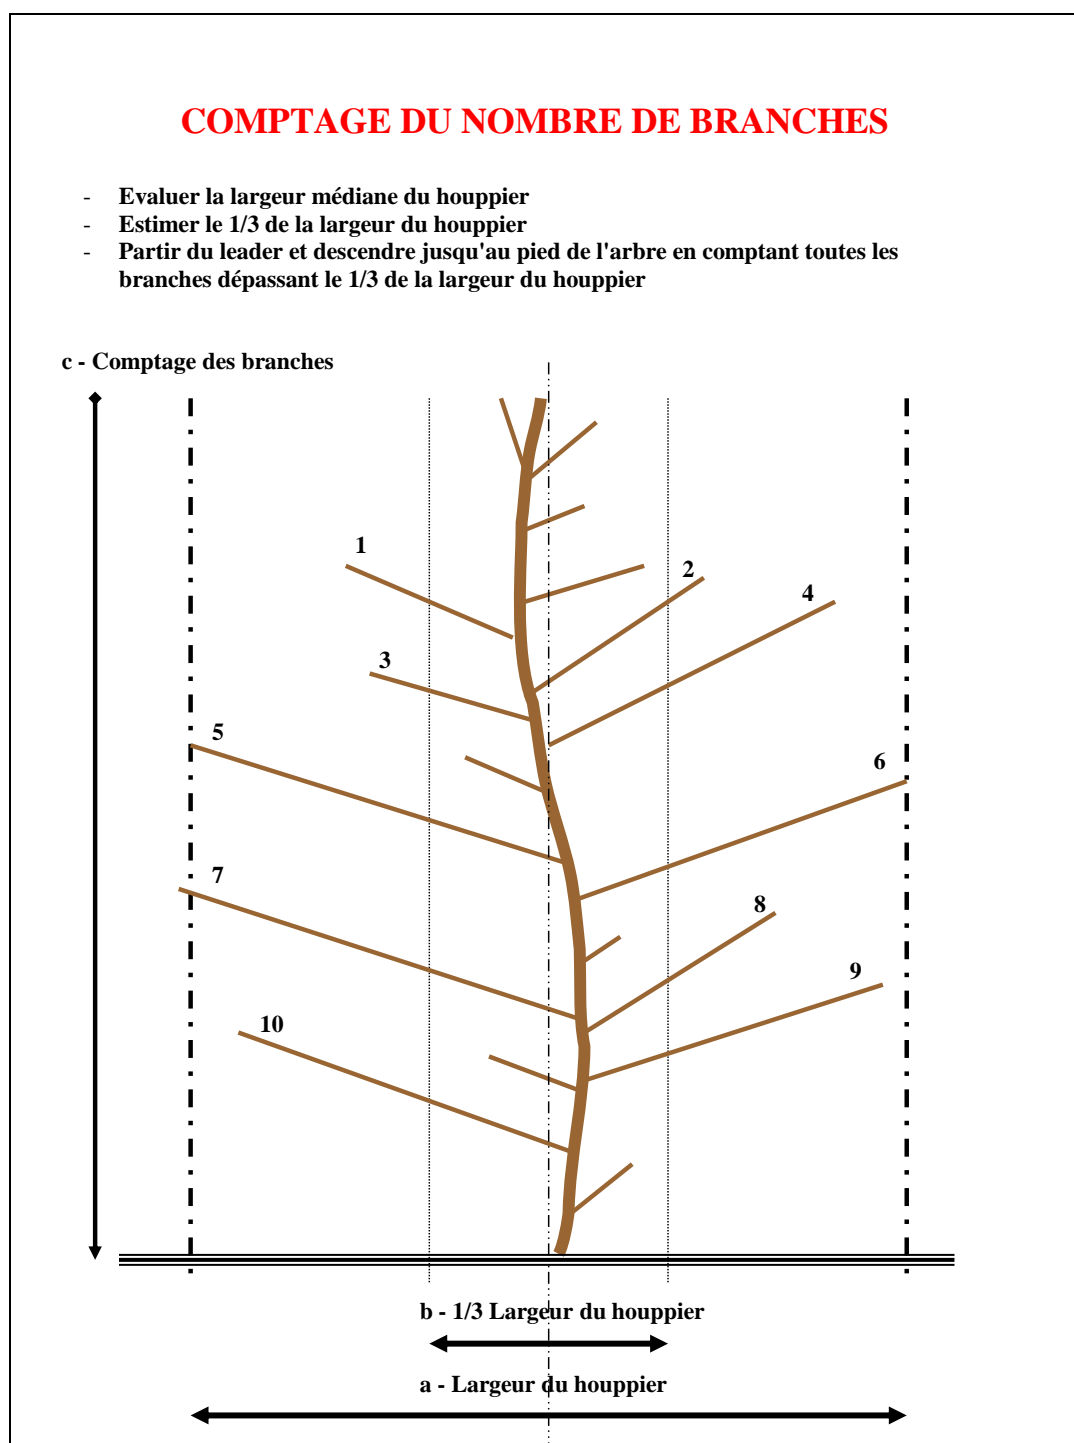 COMPTAGE DU NOMBRE DE BRANCHES
- Evaluer la largeur médiane du houppier
- Estimer le 1/3 de la largeur du houppier
- Partir du leader et descendre jusqu'au pied de l'arbre en comptant toutes les
branches dépassant le 1/3 de la largeur du houppier
c - Comptage des branches
1
2
4
3
5
6
7
8
9
10
b - 1/3 Largeur du houppier
a - Largeur du houppier